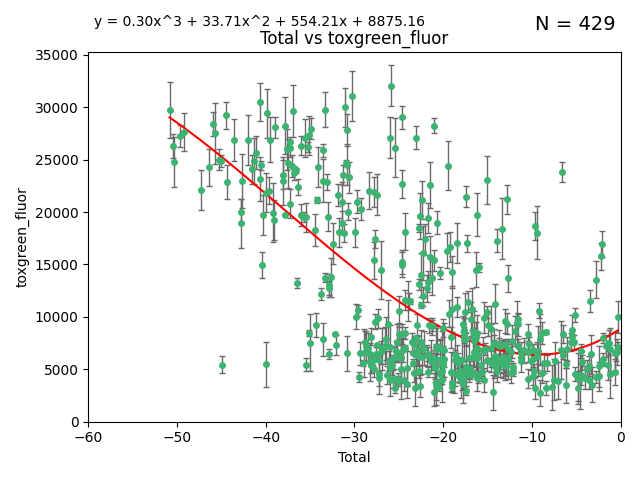 y = 0.30x^3 + 33.71x^2 + 554.21x + 8875.16
N = 429
Total vs toxgreen_fluor
35000
30000
25000
20000
15000
10000
5000
0
toxgreen_fluor
−60 −50 −40 −30 −20 −10 0
Total